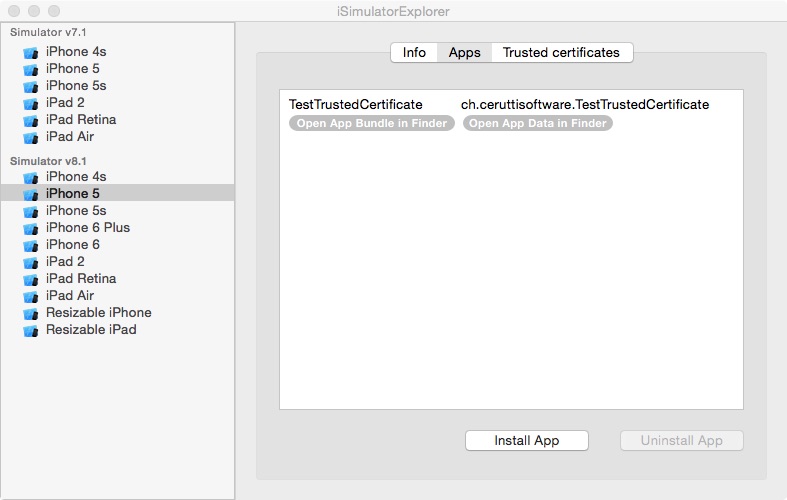 iSimulatorExplorer
Simulator v7.1
iPhone 4s
iPhone 5
iPhone 5s
iPad 2
iPad Retina
iPad Air
Simulator v8.1
iPhone 4s
iPhone 5
iPhone 5s
iPhone 6 Plus
iPhone 6
iPad 2
iPad Retina
iPad Air
Resizable iPhone
Resizable iPad
Info Apps Trusted certificates
TestTrustedCertificate ch.ceruttisoftware.TestTrustedCertificate
Open App Bundle in Finder Open App Data in Finder
Install App Uninstall App